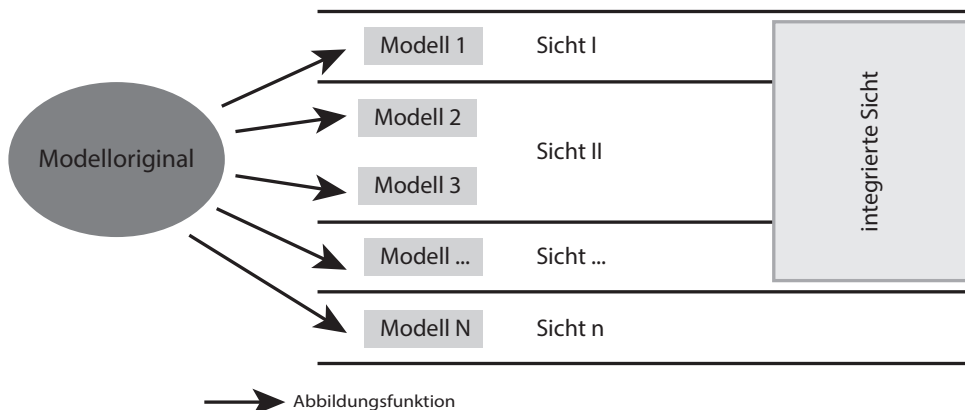 Modelloriginal
Modell 1
Sicht I
Modell 2
Sicht II
Modell 3
Modell ...
Sicht ...
Modell N
Sicht n
integrierte Sicht
Abbildungsfunktion